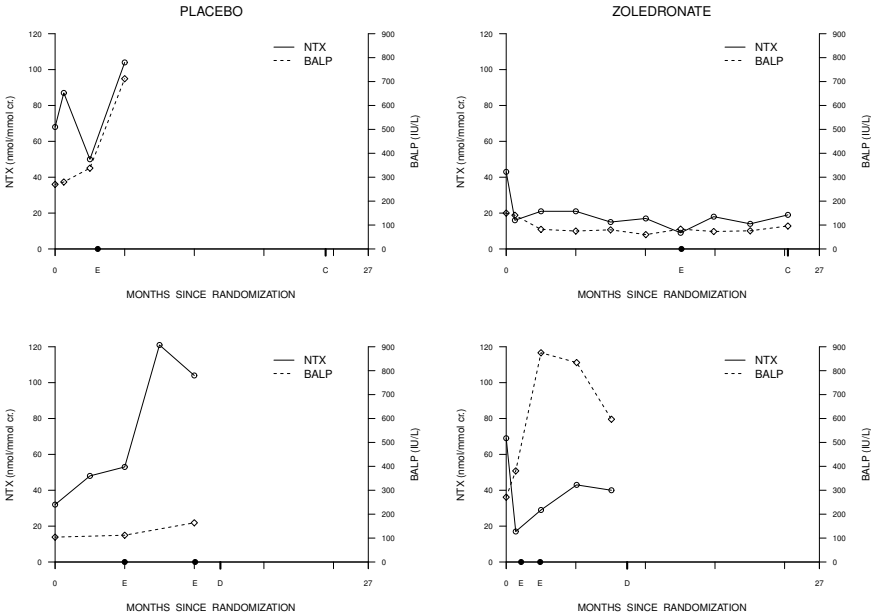 PLACEBO
ZOLEDRONATE
NTX
BALP
NTX (nmol/mmol cr.)
120
100
80
60
40
20
0
BALP (IU/L)
900
800
700
600
500
400
300
200
100
0
0 E C 27
MONTHS SINCE RANDOMIZATION
NTX
BALP
NTX (nmol/mmol cr.)
120
100
80
60
40
20
0
BALP (IU/L)
900
800
700
600
500
400
300
200
100
0
0 E C 27
MONTHS SINCE RANDOMIZATION
NTX
BALP
NTX (nmol/mmol cr.)
120
100
80
60
40
20
0
BALP (IU/L)
900
800
700
600
500
400
300
200
100
0
0 E E D 27
MONTHS SINCE RANDOMIZATION
NTX
BALP
NTX (nmol/mmol cr.)
120
100
80
60
40
20
0
BALP (IU/L)
900
800
700
600
500
400
300
200
100
0
0 E E D 27
MONTHS SINCE RANDOMIZATION